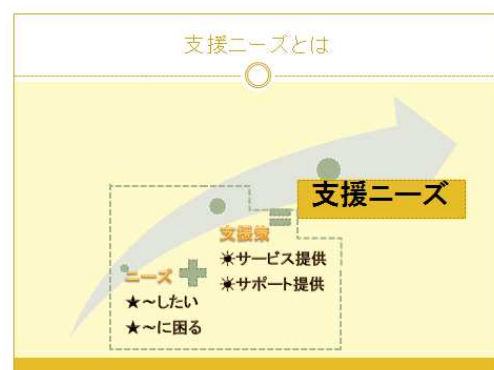 支援ニーズとは
支援ニーズ
支援策
☀サービス提供
☀サポート提供
ニーズ
★～したい
★～に困る